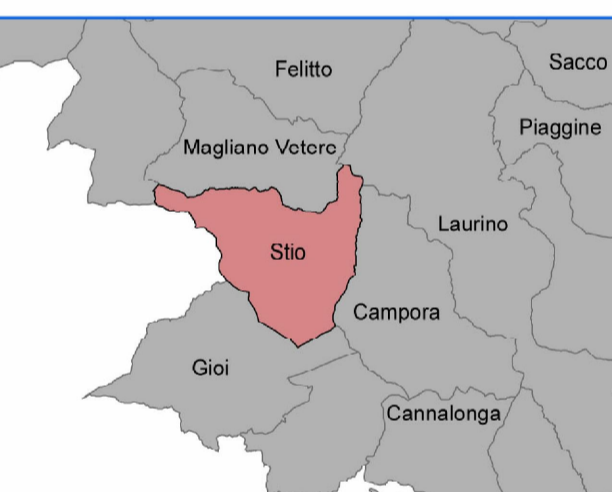 Sacco
Felitto
Piaggine
Magliano Vetere
Laurino
Stio
Campora
Gioi
Cannalonga